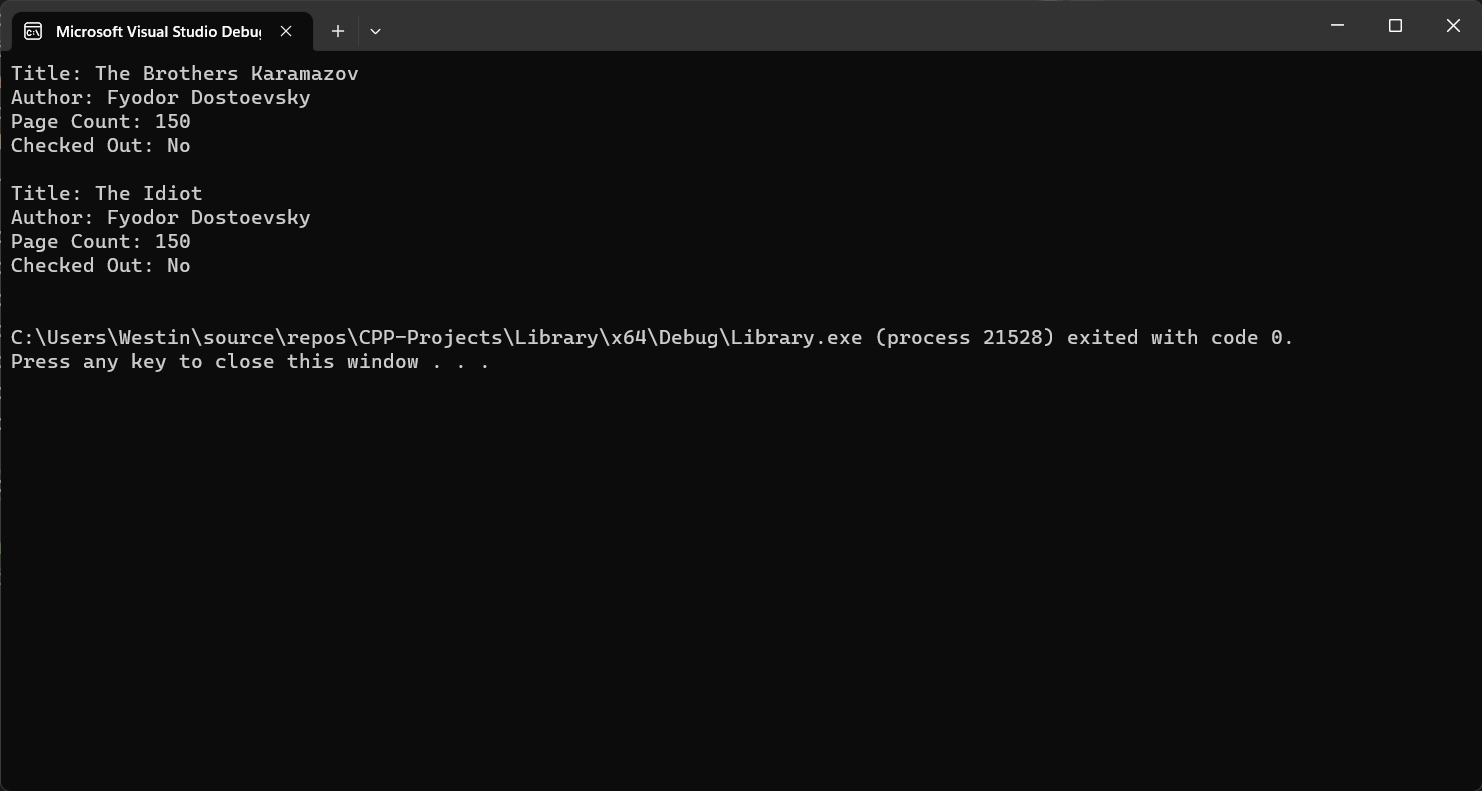 Microsoft Visual Studio Debug
Title: The Brothers Karamazov
Author: Fyodor Dostoevsky
Page Count: 150
Checked Out: No
Title: The Idiot
Author: Fyodor Dostoevsky
Page Count: 150
Checked Out: No
C:\Users\Westin\source\repos\CPP-Projects\Library\x64\Debug\Library.exe (process 21528) exited with code 0.
Press any key to close this window . . .